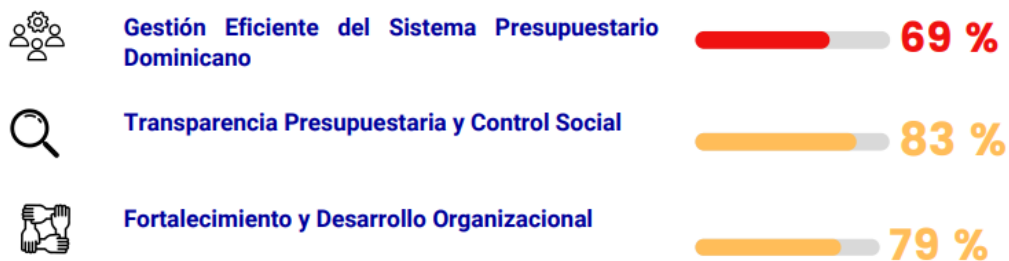 Gestión Eficiente del Sistema Presupuestario
Dominicano
69 %
Transparencia Presupuestaria y Control Social
83 %
Fortalecimiento y Desarrollo Organizacional
79 %